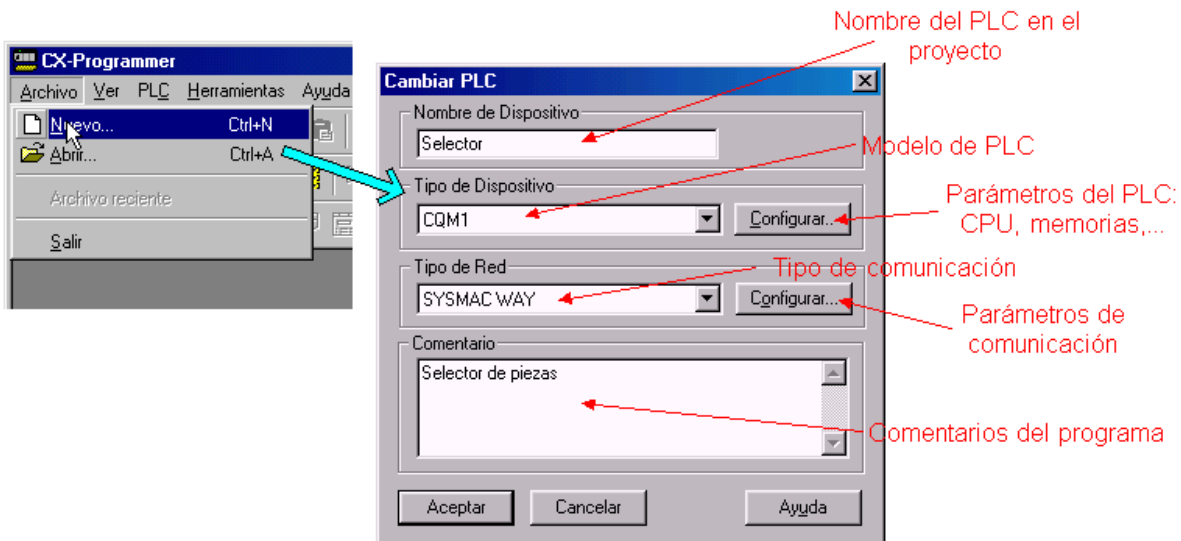 Nombre del PLC en el
proyecto
CX-Programmer
Archivo Ver PLC Herramientas Ayuda
Nuevo... Ctrl+N
Abrir... Ctrl+A
Archivo reciente
Salir
Cambiar PLC
Nombre de Dispositivo
Selector
Modelo de PLC
Tipo de Dispositivo
CQM1
Configurar...
Parámetros del PLC:
CPU, memorias,...
Tipo de Red
Tipo de comunicación
SYSMAC WAY
Configurar...
Parámetros de
comunicación
Comentario
Selector de piezas
Comentarios del programa
Aceptar Cancelar Ayuda